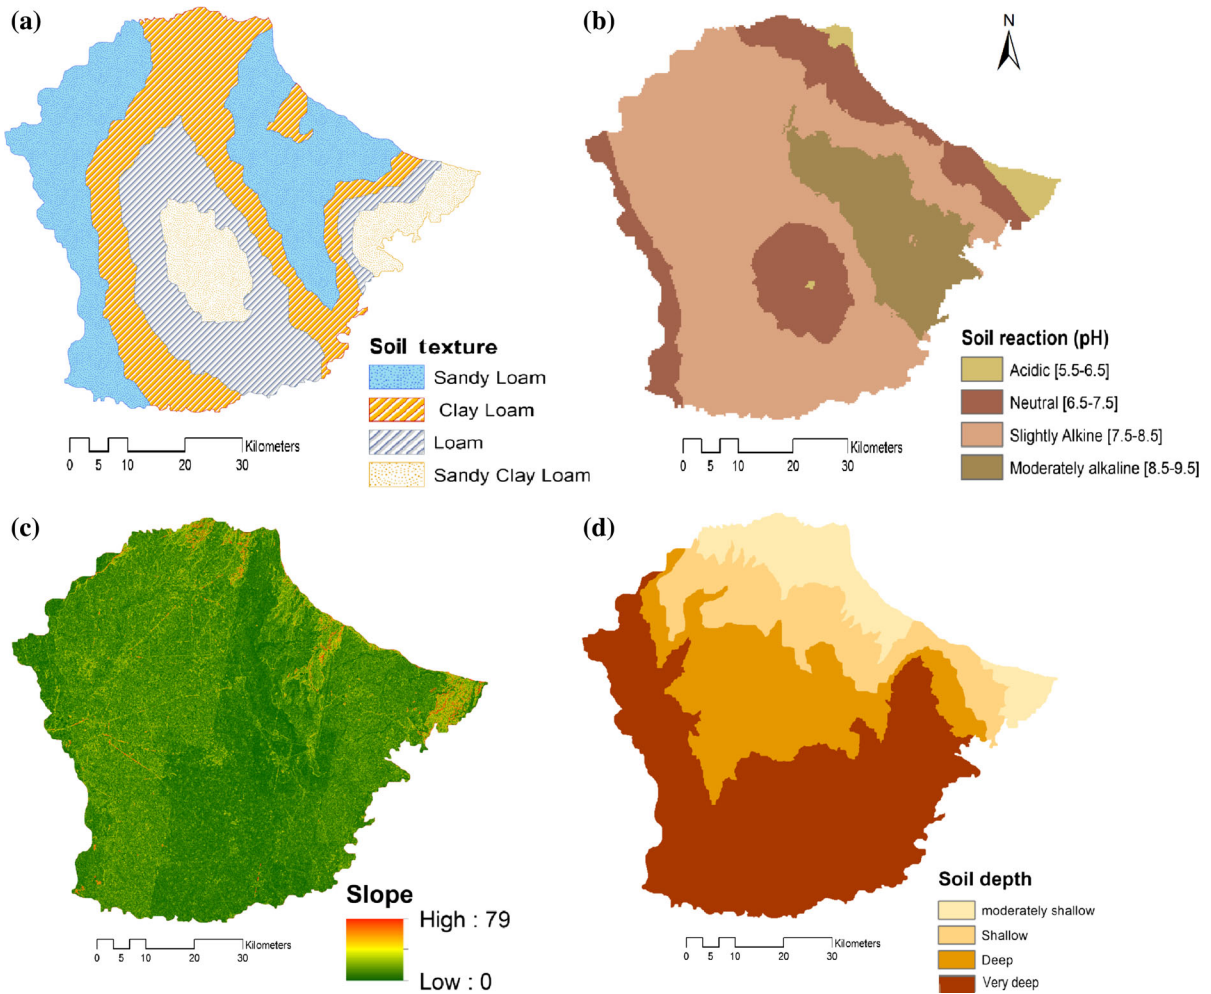 (a)
Soil texture
Sandy Loam
Clay Loam
Loam
Sandy Clay Loam
Kilometers
0 5 10 20 30
(b)
N
Soil reaction (pH)
Acidic [5.5-6.5]
Neutral [6.5-7.5]
Slightly Alkine [7.5-8.5]
Moderately alkaline [8.5-9.5]
Kilometers
0 5 10 20 30
(c)
Slope
High : 79
Low : 0
Kilometers
0 5 10 20 30
(d)
Soil depth
moderately shallow
Shallow
Deep
Very deep
Kilometers
0 5 10 20 30